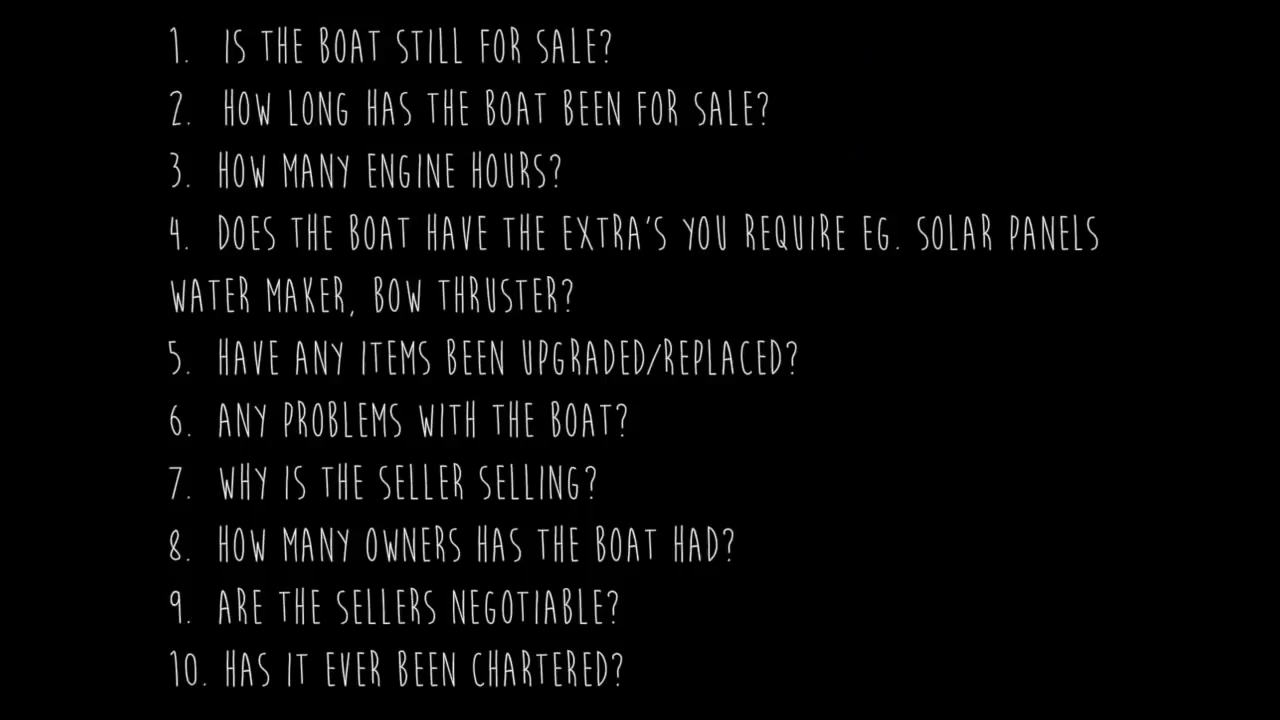 1. IS THE BOAT STILL FOR SALE?
2. HOW LONG HAS THE BOAT BEEN FOR SALE?
3. HOW MANY ENGINE HOURS?
4. DOES THE BOAT HAVE THE EXTRA'S YOU REQUIRE EG. SOLAR PANELS
WATER MAKER, BOW THRUSTER?
5. HAVE ANY ITEMS BEEN UPGRADED/REPLACED?
6. ANY PROBLEMS WITH THE BOAT?
7. WHY IS THE SELLER SELLING?
8. HOW MANY OWNERS HAS THE BOAT HAD?
9. ARE THE SELLERS NEGOTIABLE?
10. HAS IT EVER BEEN CHARTERED?